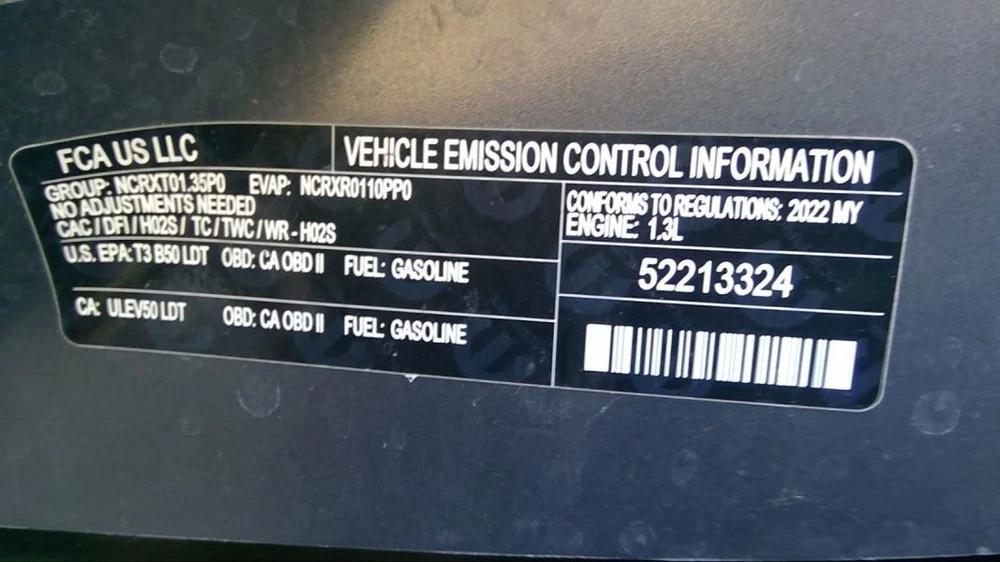 FCA US LLC
VEHICLE EMISSION CONTROL INFORMATION
GROUP: NCRXT01.35P0 EVAP: NCRXR0110PP0
NO ADJUSTMENTS NEEDED
CAC / DFI / HO2S / TC / TWC / WR - HO2S
U.S. EPA: T3 B50 LDT OBD: CA OBD II FUEL: GASOLINE
CA: ULEV50 LDT OBD: CA OBD II FUEL: GASOLINE
CONFORMS TO REGULATIONS: 2022 MY
ENGINE: 1.3L
52213324